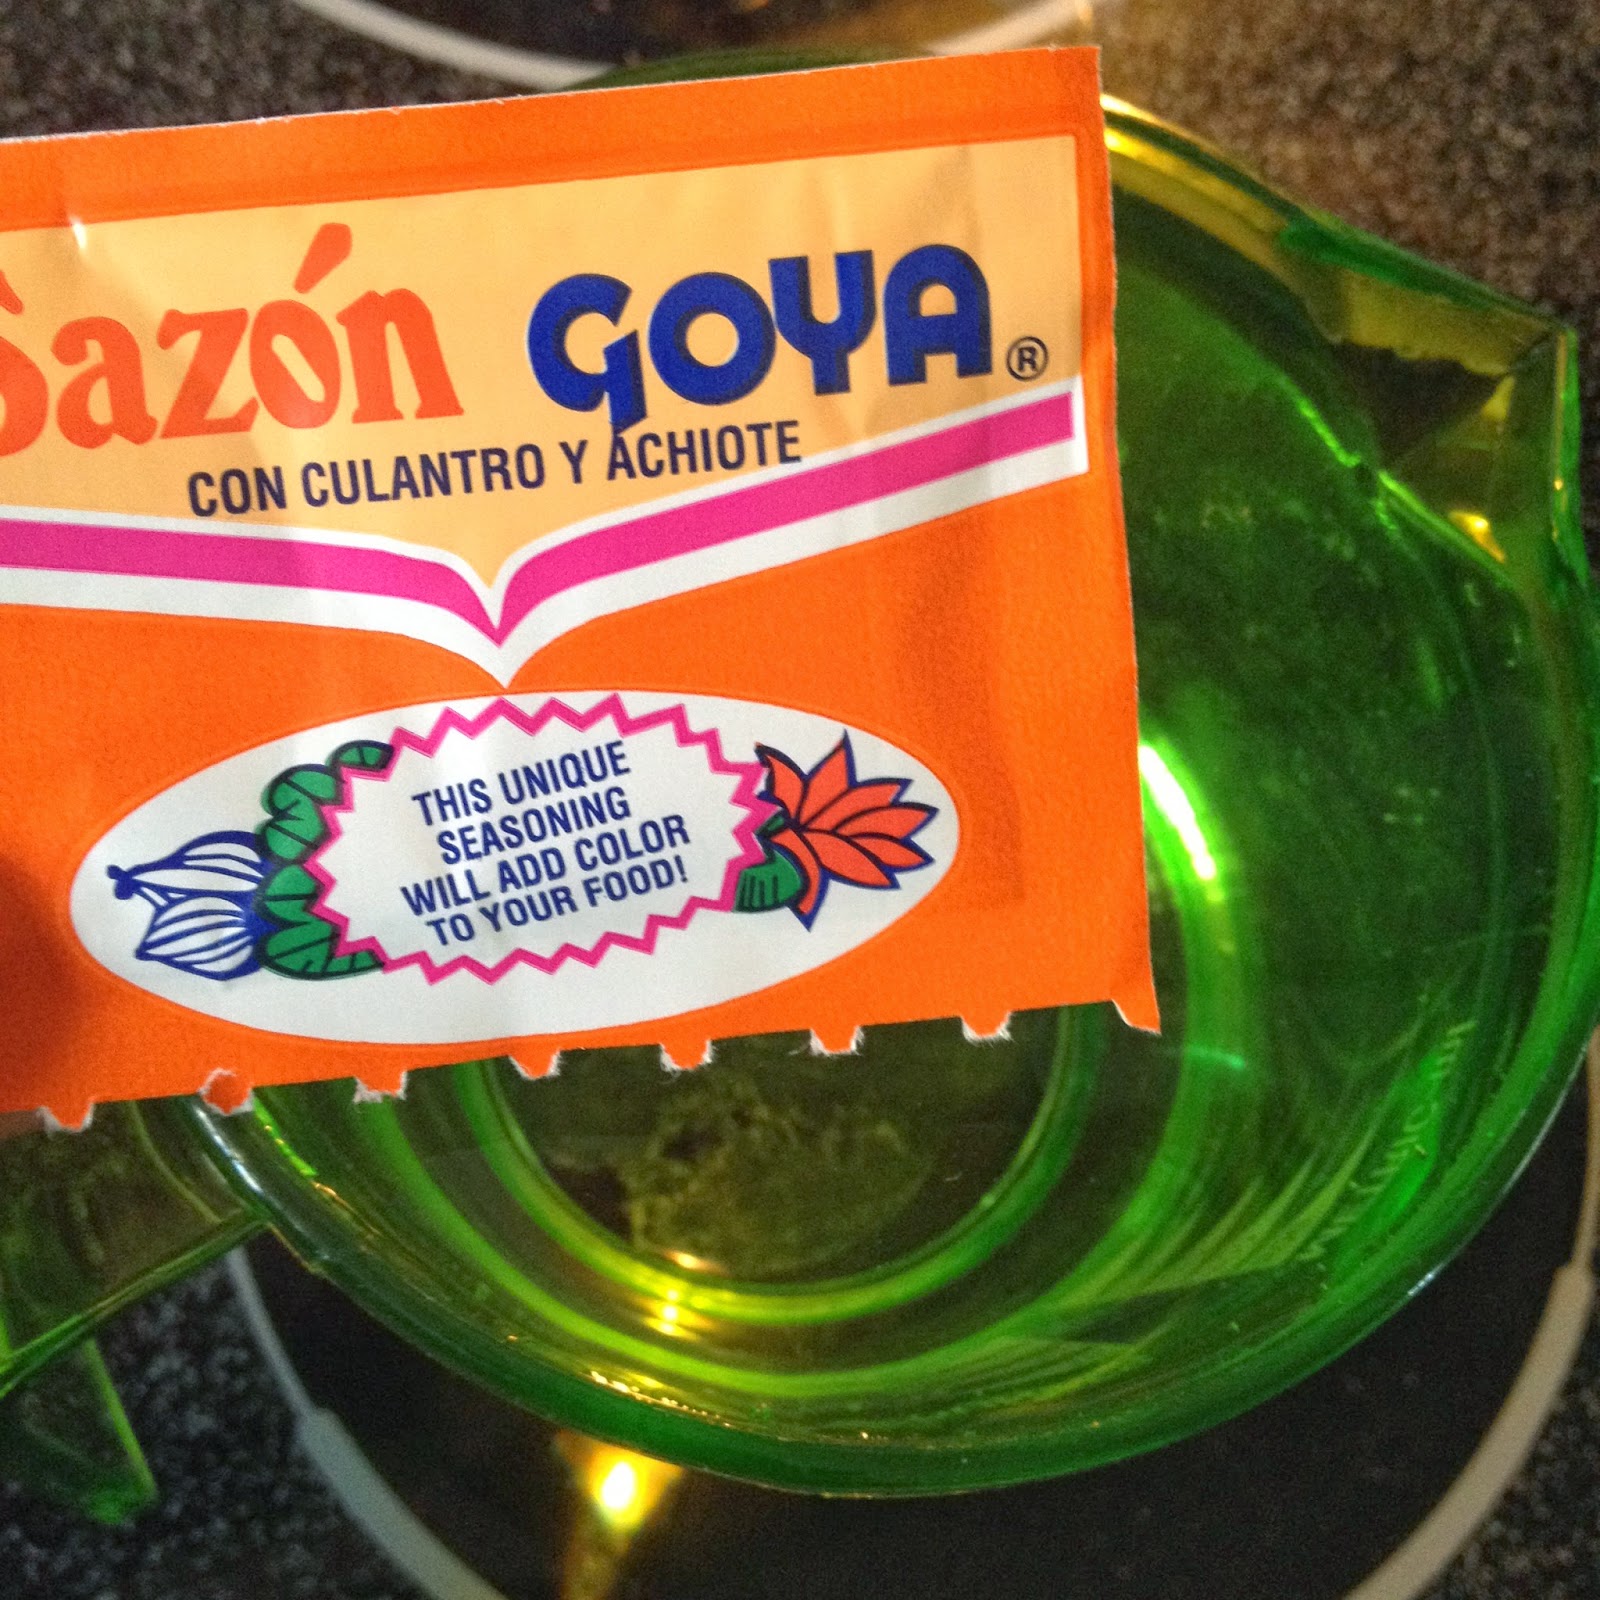 Sazón GOYA®
CON CULANTRO Y ACHIOTE
THIS UNIQUE
SEASONING
WILL ADD COLOR
TO YOUR FOOD!